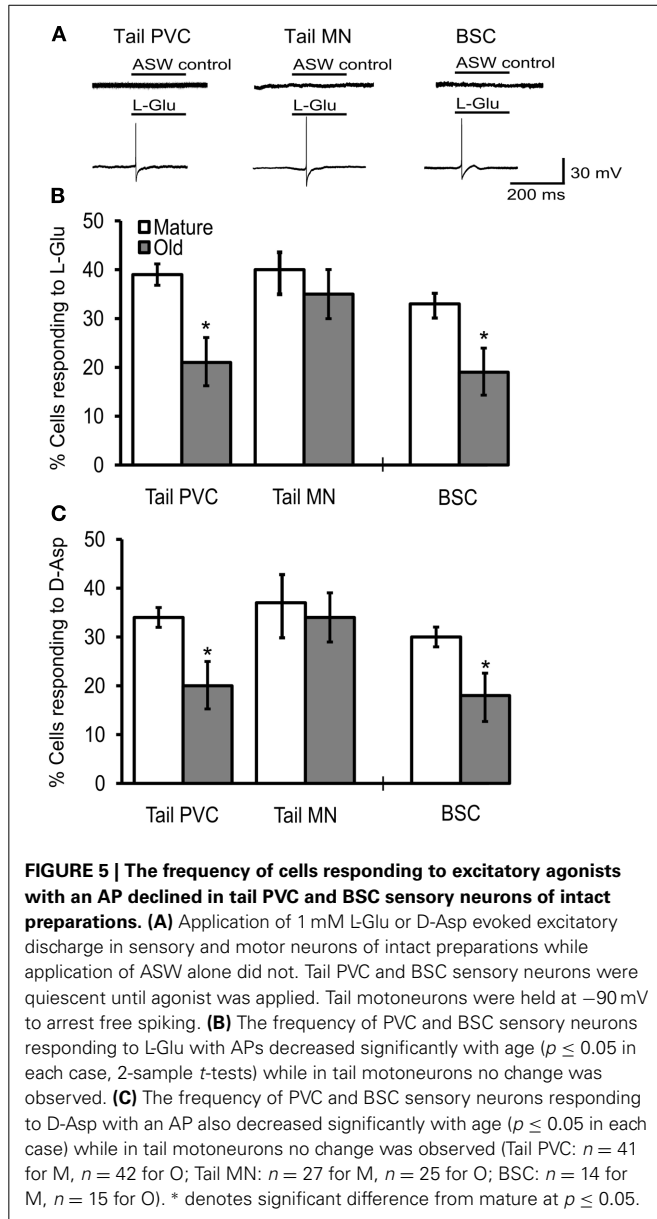 A
Tail PVC Tail MN BSC
ASW control ASW control ASW control
L-Glu L-Glu L-Glu
30 mV
200 ms
B
% Cells responding to L-Glu
50
40
30
20
10
0
Mature
Old
* *
Tail PVC Tail MN BSC
C
% Cells responding to D-Asp
50
40
30
20
10
0
* *
Tail PVC Tail MN BSC
FIGURE 5 | The frequency of cells responding to excitatory agonists
with an AP declined in tail PVC and BSC sensory neurons of intact
preparations. (A) Application of 1 mM L-Glu or D-Asp evoked excitatory
discharge in sensory and motor neurons of intact preparations while
application of ASW alone did not. Tail PVC and BSC sensory neurons were
quiescent until agonist was applied. Tail motoneurons were held at −90 mV
to arrest free spiking. (B) The frequency of PVC and BSC sensory neurons
responding to L-Glu with APs decreased significantly with age (p ≤ 0.05 in
each case, 2-sample t-tests) while in tail motoneurons no change was
observed. (C) The frequency of PVC and BSC sensory neurons responding
to D-Asp with an AP also decreased significantly with age (p ≤ 0.05 in each
case) while in tail motoneurons no change was observed (Tail PVC: n = 41
for M, n = 42 for O; Tail MN: n = 27 for M, n = 25 for O; BSC: n = 14 for
M, n = 15 for O). * denotes significant difference from mature at p ≤ 0.05.